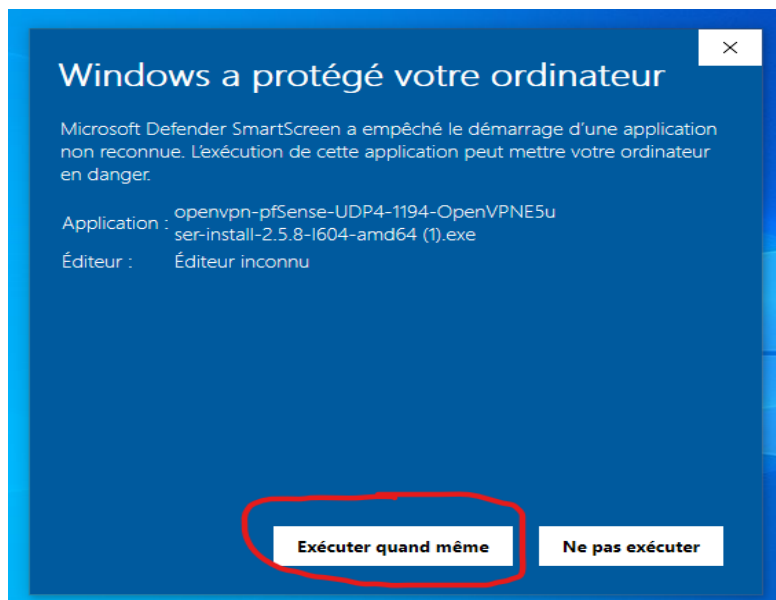 Windows a protégé votre ordinateur
Microsoft Defender SmartScreen a empêché le démarrage d'une application
non reconnue. L'exécution de cette application peut mettre votre ordinateur
en danger.
Application : openvpn-pfSense-UDP4-1194-OpenVPNE5u
ser-install-2.5.8-I604-amd64 (1).exe
Éditeur : Éditeur inconnu
Exécuter quand même Ne pas exécuter